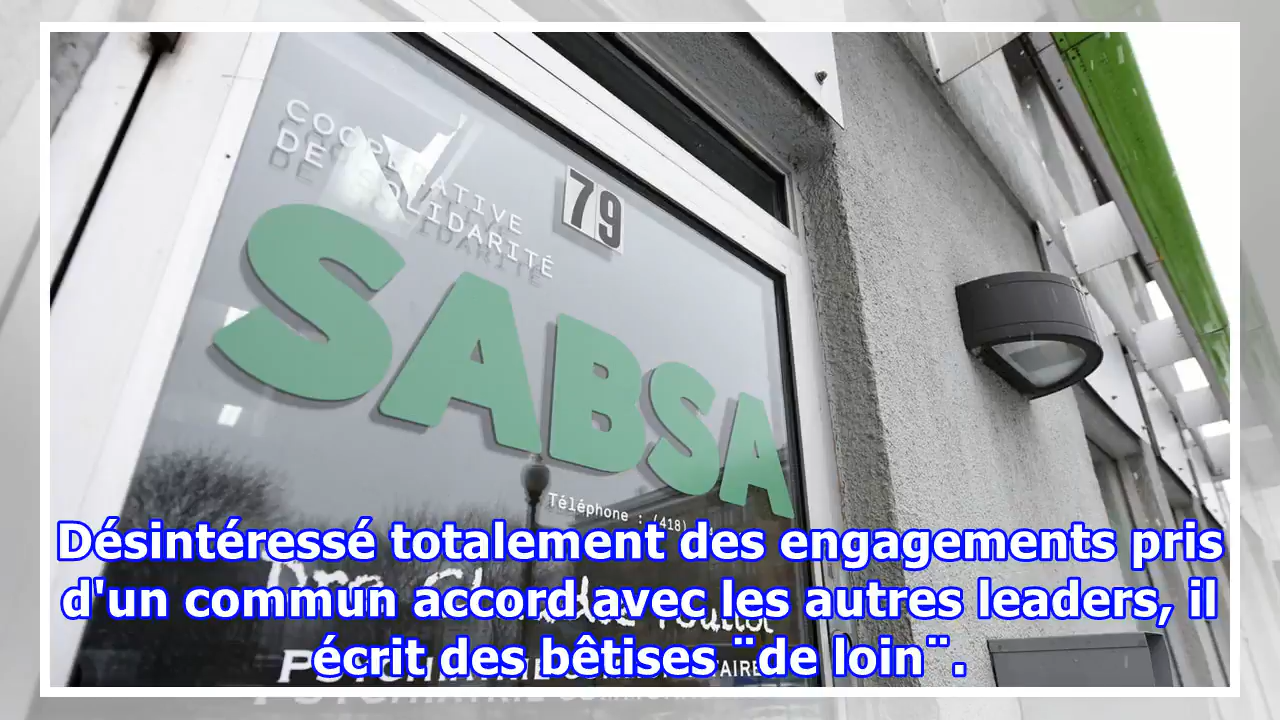 COOPERATIVE
DE SOLIDARITÉ
79
SABSA
Téléphone : (418)
Désintéressé totalement des engagements pris
d'un commun accord avec les autres leaders, il
écrit des bêtises ¨de loin¨.